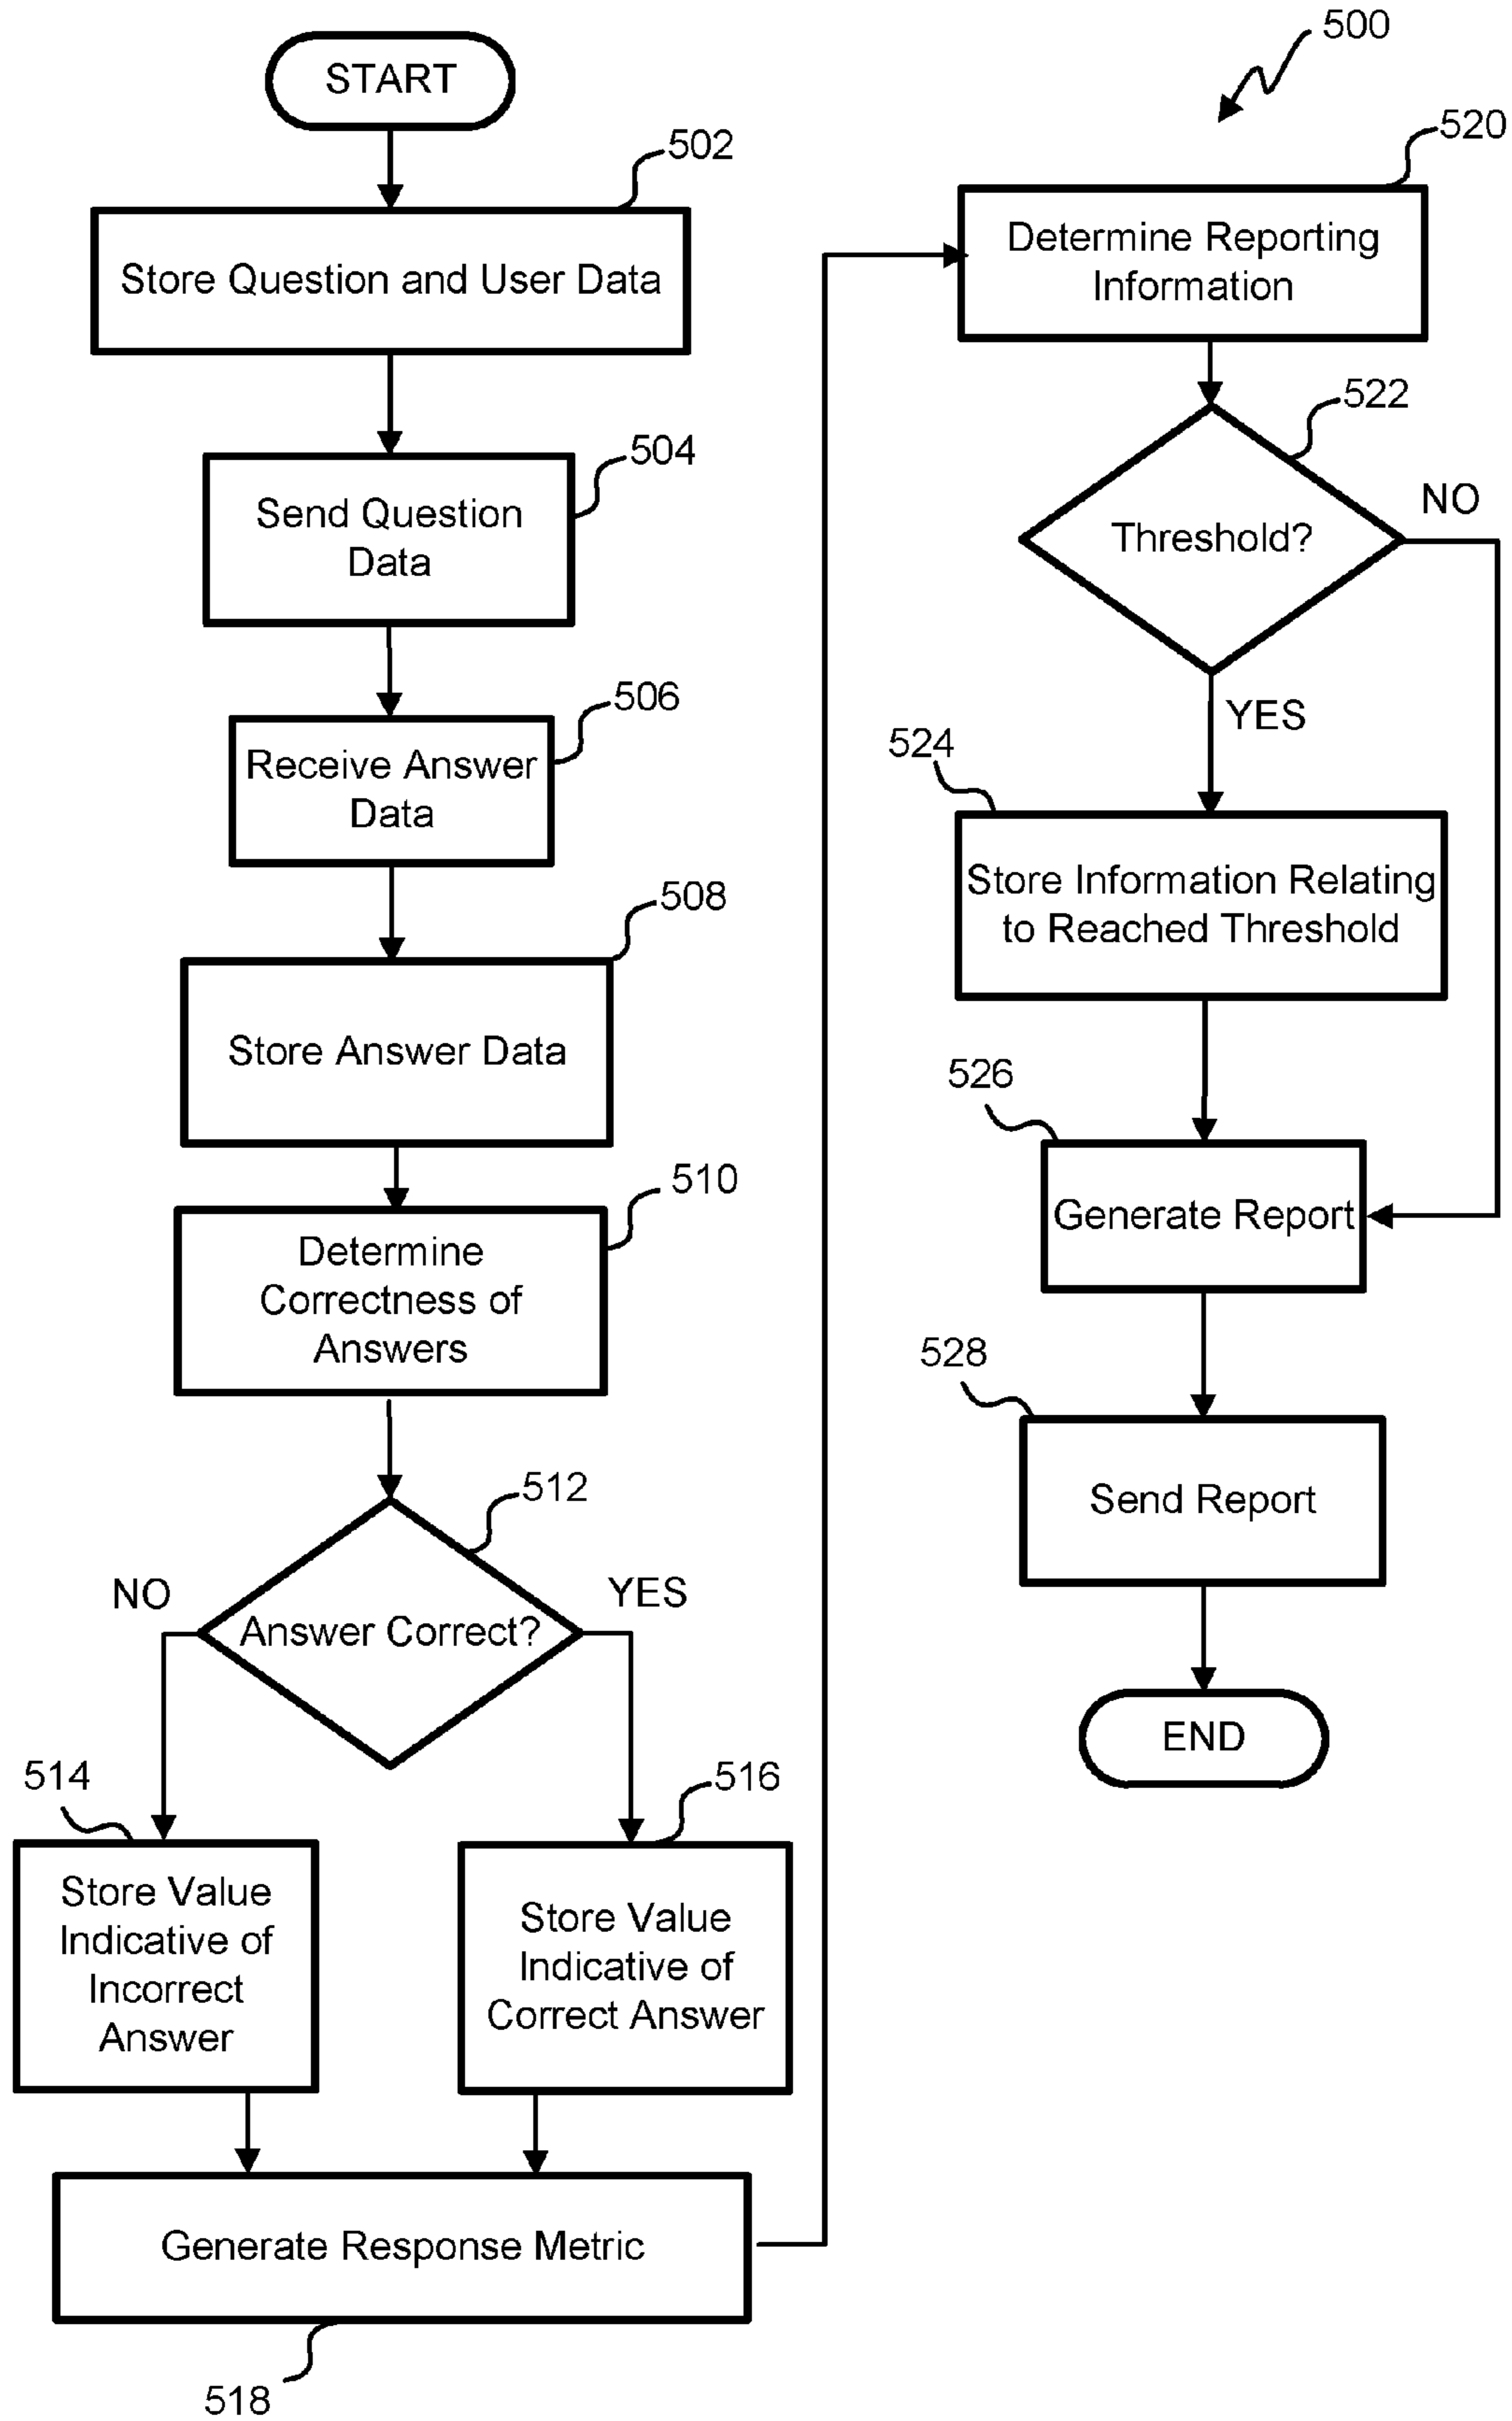 START
502
Store Question and User Data
504
Send Question
Data
506
Receive Answer
Data
508
Store Answer Data
510
Determine
Correctness of
Answers
512
NO
YES
Answer Correct?
514
Store Value
Indicative of
Incorrect
Answer
516
Store Value
Indicative of
Correct Answer
Generate Response Metric
518
500
520
Determine Reporting
Information
522
NO
Threshold?
YES
524
Store Information Relating
to Reached Threshold
526
Generate Report
528
Send Report
END